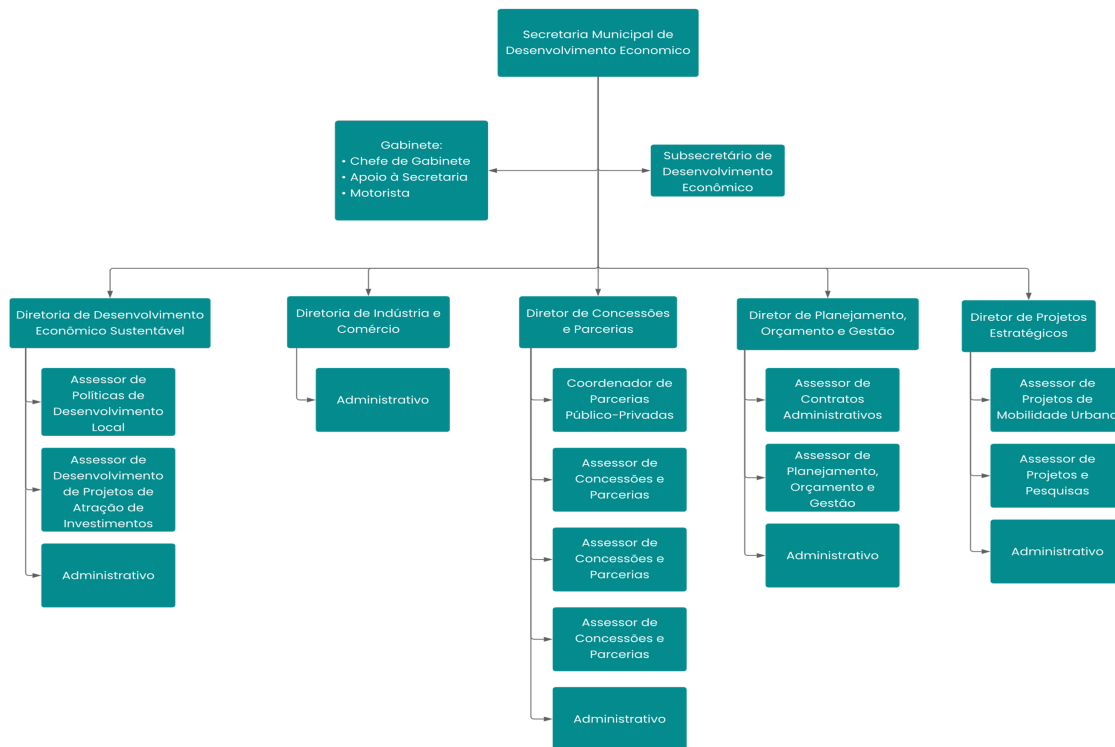 Secretaria Municipal de
Desenvolvimento Economico
Gabinete:
• Chefe de Gabinete
• Apoio à Secretaria
• Motorista
Subsecretário de
Desenvolvimento
Econômico
Diretoria de Desenvolvimento
Econômico Sustentável
Assessor de
Políticas de
Desenvolvimento
Local
Assessor de
Desenvolvimento
de Projetos de
Atração de
Investimentos
Administrativo
Diretoria de Indústria e
Comércio
Administrativo
Diretor de Concessões
e Parcerias
Coordenador de
Parcerias
Público-Privadas
Assessor de
Concessões e
Parcerias
Assessor de
Concessões e
Parcerias
Assessor de
Concessões e
Parcerias
Administrativo
Diretor de Planejamento,
Orçamento e Gestão
Assessor de
Contratos
Administrativos
Assessor de
Planejamento,
Orçamento e
Gestão
Administrativo
Diretor de Projetos
Estratégicos
Assessor de
Projetos de
Mobilidade Urbana
Assessor de
Projetos e
Pesquisas
Administrativo